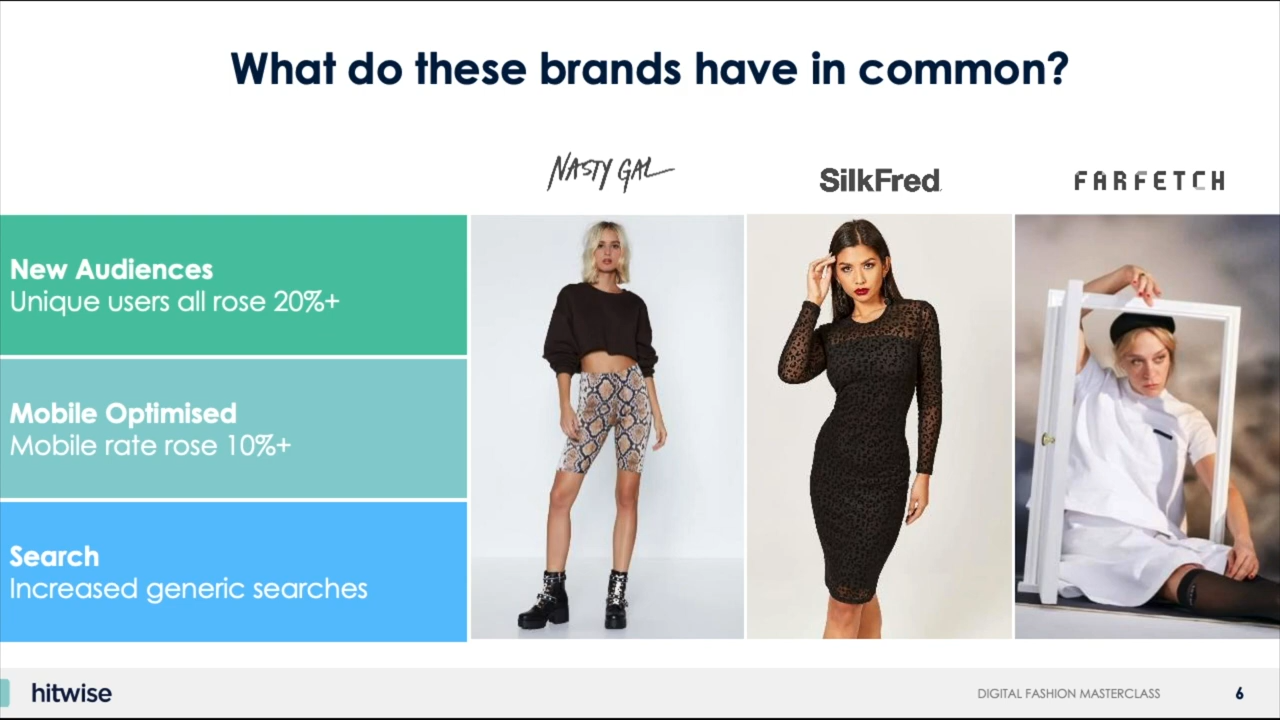 What do these brands have in common?
NASTY GAL
SilkFred
FARFETCH
New Audiences
Unique users all rose 20%+
Mobile Optimised
Mobile rate rose 10%+
Search
Increased generic searches
hitwise
DIGITAL FASHION MASTERCLASS
6